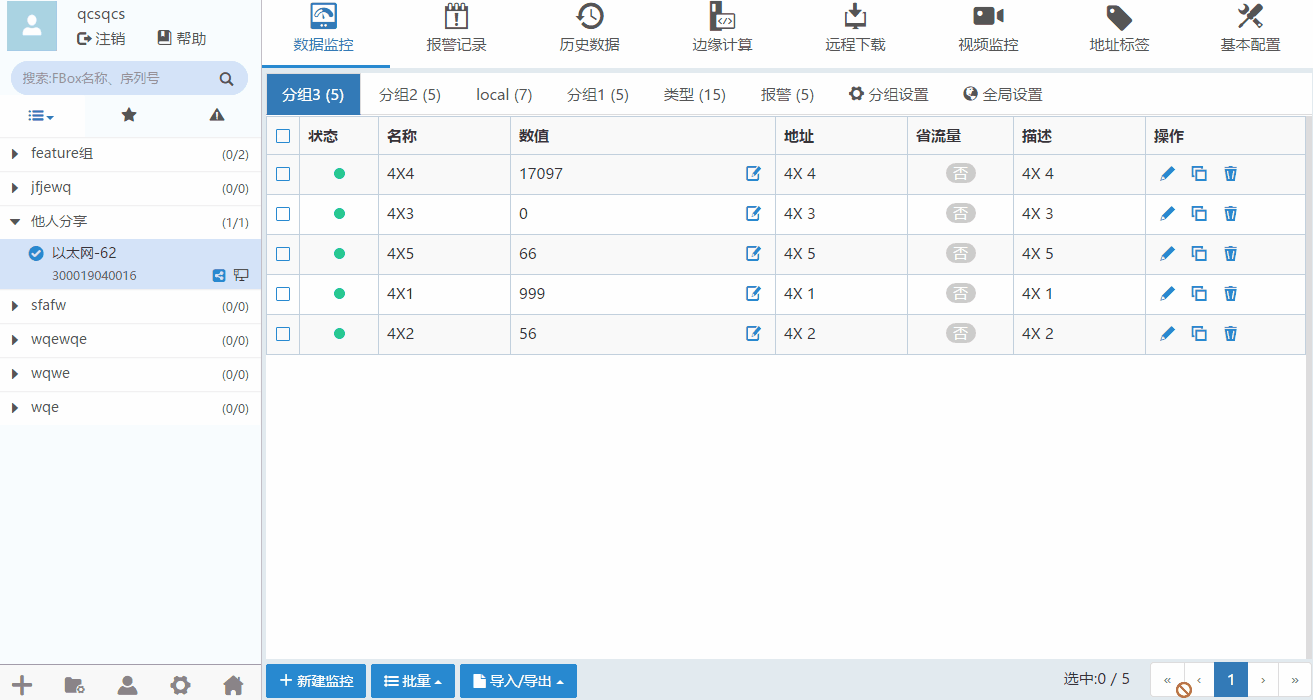 qcsqcs
注销 帮助
搜索:FBox名称、序列号
feature组 (0/2)
jfjewq (0/0)
他人分享 (1/1)
以太网-62
300019040016
sfafw (0/0)
wqewqe (0/0)
wqwe (0/0)
wqe (0/0)
数据监控 报警记录 历史数据 边缘计算 远程下载 视频监控 地址标签 基本配置
分组3 (5) 分组2 (5) local (7) 分组1 (5) 类型 (15) 报警 (5) 分组设置 全局设置
状态 名称 数值 地址 省流量 描述 操作
4X4 17097 4X 4 否 4X 4
4X3 0 4X 3 否 4X 3
4X5 66 4X 5 否 4X 5
4X1 999 4X 1 否 4X 1
4X2 56 4X 2 否 4X 2
新建监控 批量 导入/导出 选中:0 / 5 « ‹ 1 › »